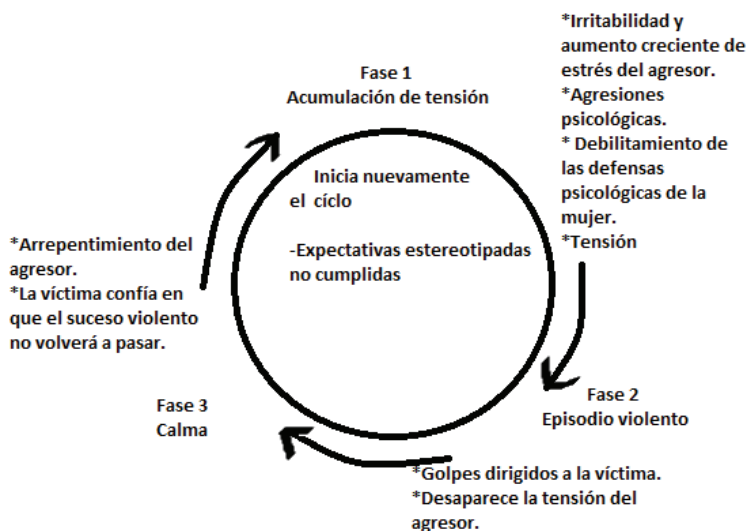 Fase 1
Acumulación de tensión
*Irritabilidad y
aumento creciente de
estrés del agresor.
*Agresiones
psicológicas.
* Debilitamiento de
las defensas
psicológicas de la
mujer.
*Tensión
Inicia nuevamente
el  cíclo
-Expectativas estereotipadas
no cumplidas
Fase 2
Episodio violento
*Golpes dirigidos a la víctima.
*Desaparece la tensión del
agresor.
Fase 3
Calma
*Arrepentimiento del
agresor.
*La víctima confía en
que el suceso violento
no volverá a pasar.